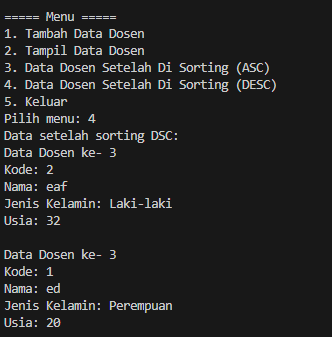 ===== Menu =====
1. Tambah Data Dosen
2. Tampil Data Dosen
3. Data Dosen Setelah Di Sorting (ASC)
4. Data Dosen Setelah Di Sorting (DESC)
5. Keluar
Pilih menu: 4
Data setelah sorting DSC:
Data Dosen ke- 3
Kode: 2
Nama: eaf
Jenis Kelamin: Laki-laki
Usia: 32

Data Dosen ke- 3
Kode: 1
Nama: ed
Jenis Kelamin: Perempuan
Usia: 20